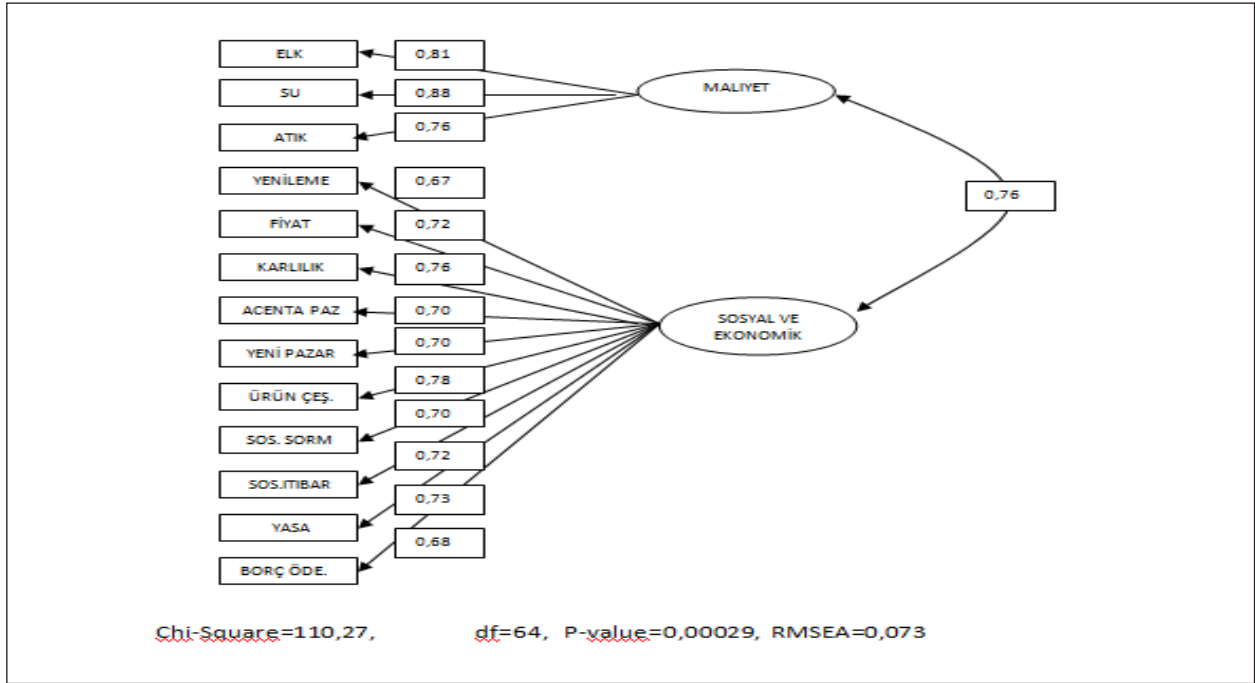 ELK
0,81
MALIYET
SU
0,88
ATIK
0,76
YENİLEME
0,67
0,76
FİYAT
0,72
KARLILIK
0,76
ACENTA PAZ
0,70
SOSYAL VE
EKONOMİK
YENİ PAZAR
0,70
ÜRÜN ÇEŞ.
0,78
SOS. SORM
0,70
SOS.ITIBAR
0,72
YASA
0,73
BORÇ ÖDE.
0,68
Chi-Square=110,27, df=64, P-value=0,00029, RMSEA=0,073